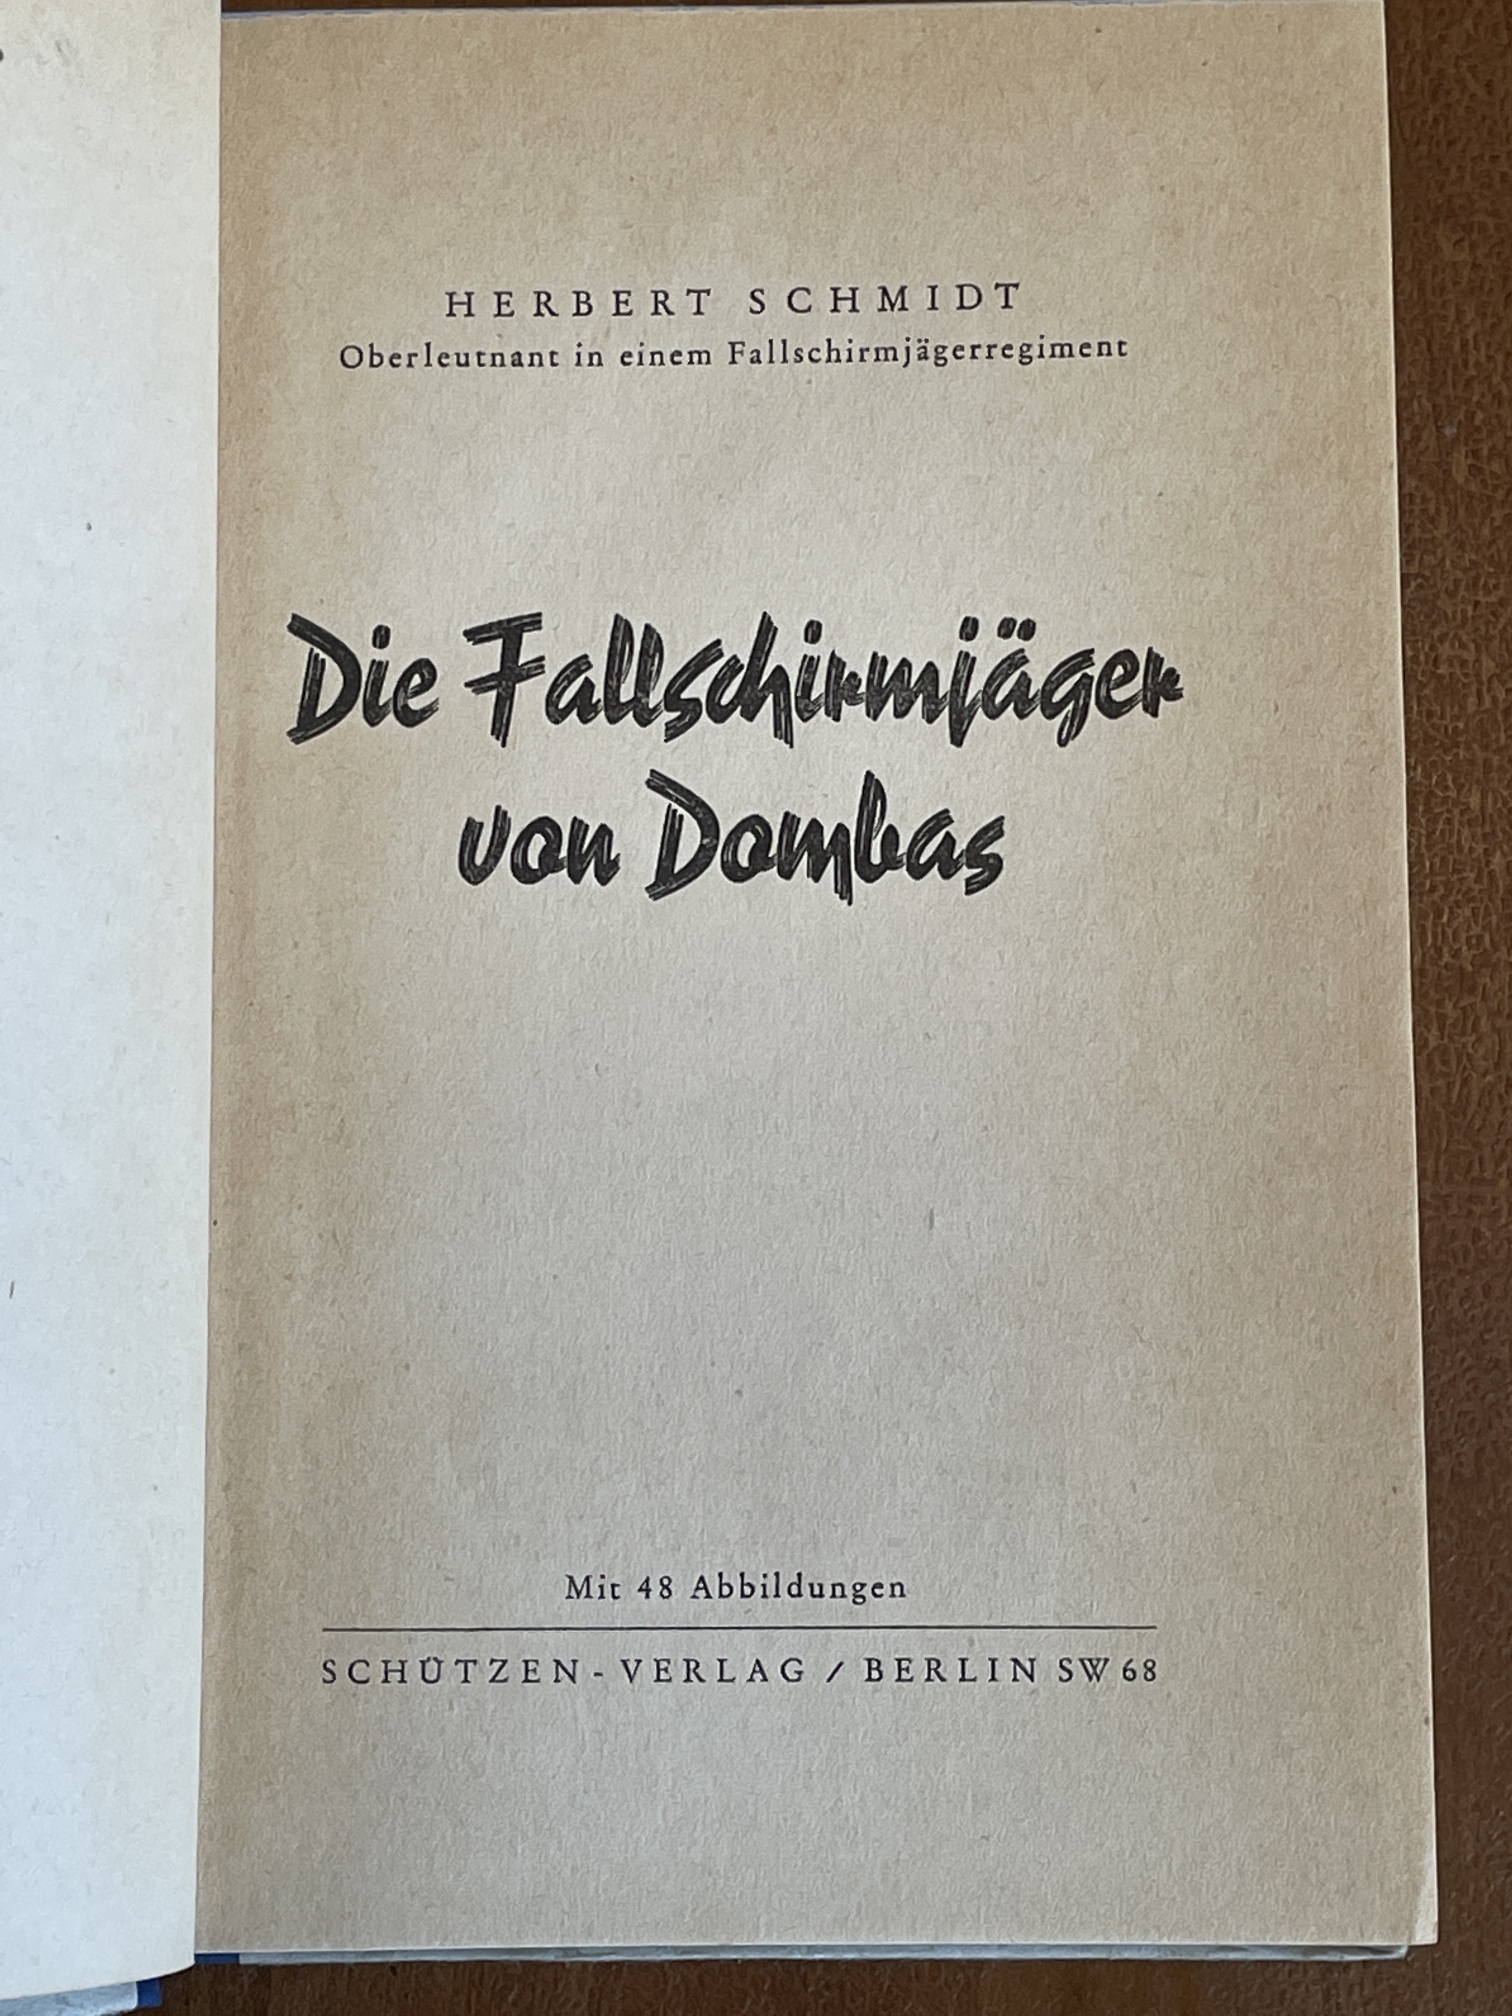 HERBERT SCHMIDT
Oberleutnant in einem Fallschirmjägerregiment
Die Fallschirmjäger
von Dombas
Mit 48 Abbildungen
SCHÜTZEN-VERLAG / BERLIN SW 68